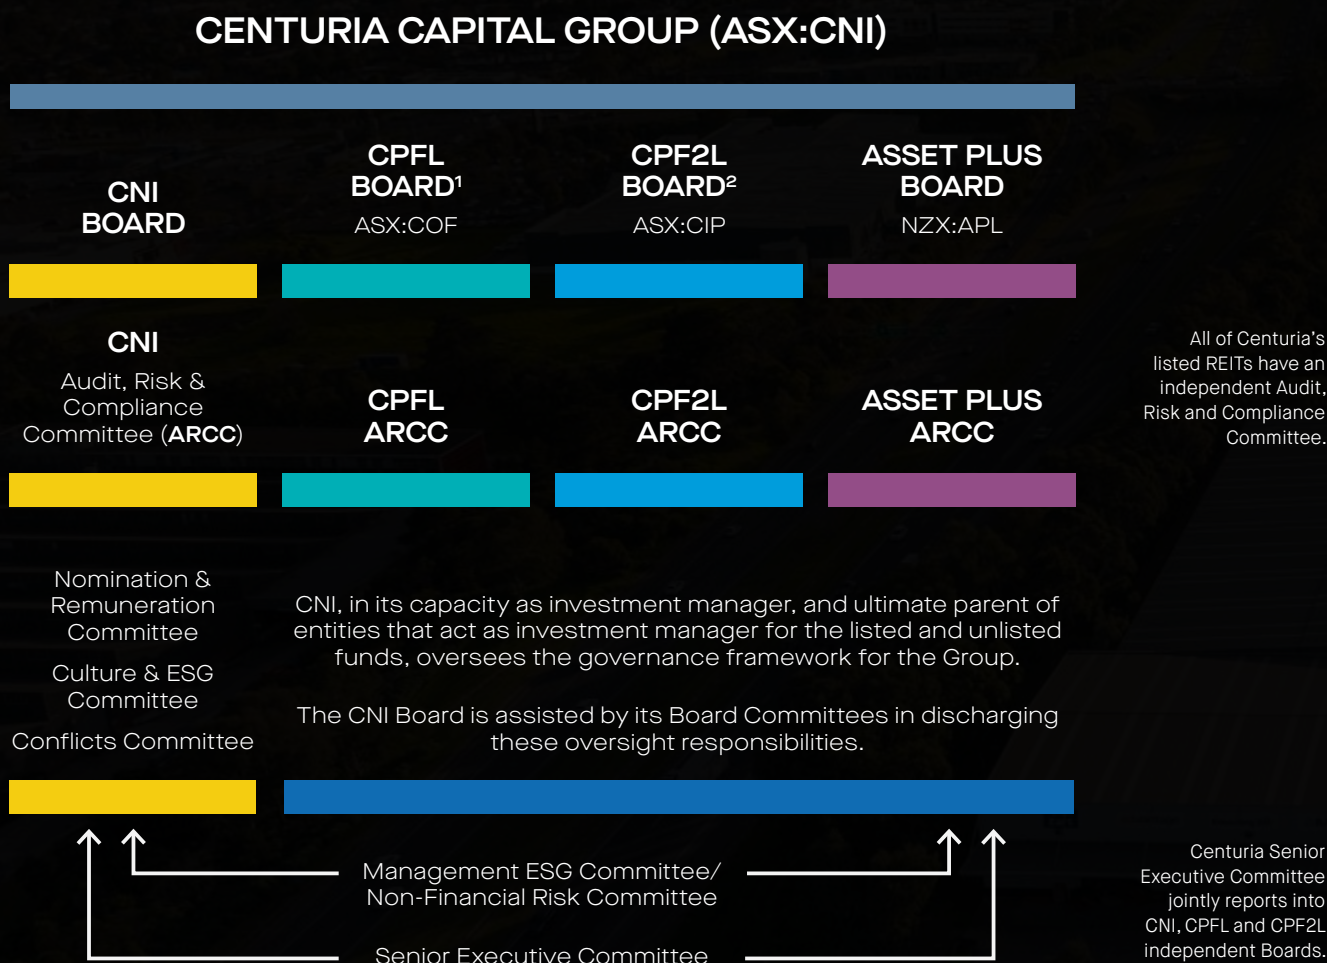 CENTURIA CAPITAL GROUP (ASX:CNI)
CNI
BOARD
CPFL
BOARD¹
ASX:COF
CPF2L
BOARD²
ASX:CIP
ASSET PLUS
BOARD
NZX:APL
CNI
Audit, Risk &
Compliance
Committee (ARCC)
CPFL
ARCC
CPF2L
ARCC
ASSET PLUS
ARCC
All of Centuria’s
listed REITs have an
independent Audit,
Risk and Compliance
Committee.
Nomination &
Remuneration
Committee
Culture & ESG
Committee
Conflicts Committee
CNI, in its capacity as investment manager, and ultimate parent of
entities that act as investment manager for the listed and unlisted
funds, oversees the governance framework for the Group.
The CNI Board is assisted by its Board Committees in discharging
these oversight responsibilities.
Management ESG Committee/
Non-Financial Risk Committee
Senior Executive Committee
Centuria Senior
Executive Committee
jointly reports into
CNI, CPFL and CPF2L
independent Boards.